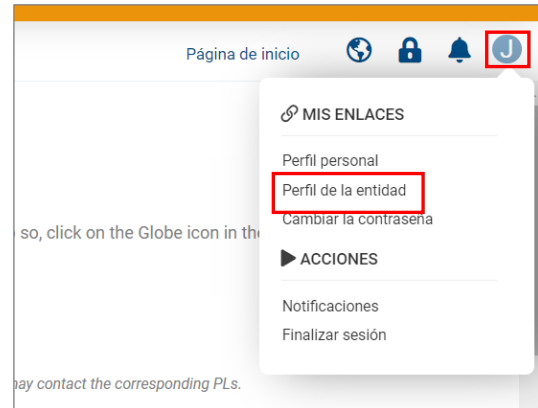 Página de inicio
J
MIS ENLACES
Perfil personal
Perfil de la entidad
Cambiar la contraseña
so, click on the Globe icon in the
ACCIONES
Notificaciones
Finalizar sesión
may contact the corresponding PLs.